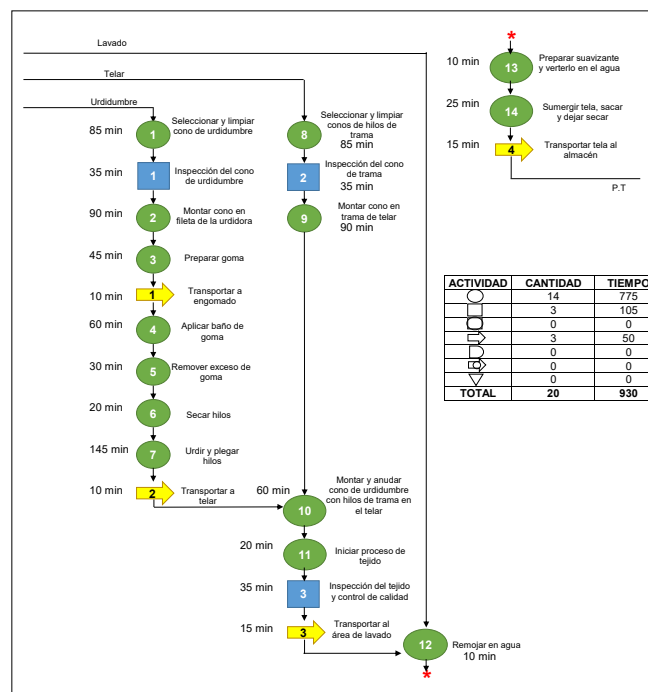 Lavado
Telar
Urdidumbre
85 min
1
Seleccionar y limpiar
cono de urdidumbre
35 min
1
Inspección del cono
de urdidumbre
90 min
2
Montar cono en
fileta de la urdidora
45 min
3
Preparar goma
10 min
1
Transportar a
engomado
60 min
4
Aplicar baño de
goma
30 min
5
Remover exceso de
goma
20 min
6
Secar hilos
145 min
7
Urdir y plegar
hilos
10 min
2
Transportar a
telar
8
Seleccionar y limpiar
conos de hilos de
trama
85 min
2
Inspección del cono
de trama
35 min
9
Montar cono en
trama de telar
90 min
60 min
10
Montar y anudar
cono de urdidumbre
con hilos de trama en
el telar
20 min
11
Iniciar proceso de
tejido
35 min
3
Inspección del tejido
y control de calidad
15 min
3
Transportar al
área de lavado
12
Remojar en agua
10 min
*
*
10 min
13
Preparar suavizante
y verterlo en el agua
25 min
14
Sumergir tela, sacar
y dejar secar
15 min
4
Transportar tela al
almacén
P.T
ACTIVIDAD CANTIDAD TIEMPO
14 775
3 105
0 0
3 50
0 0
0 0
0 0
TOTAL 20 930